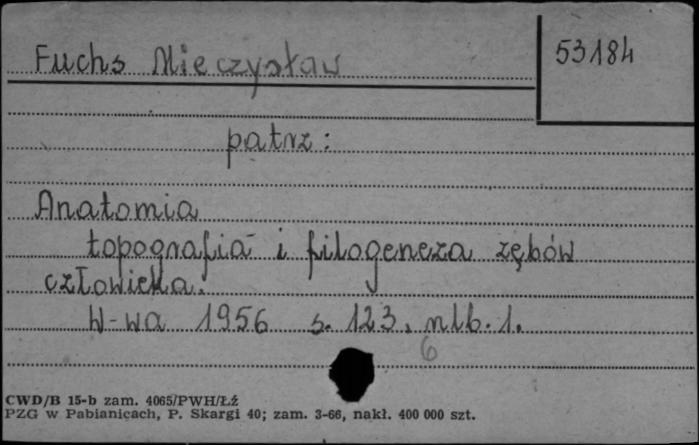 Fuchs Mieczysław
53184
patrz:
Anatomia
topografia i filogeneza zębów
człowieka.
W-wa 1956 s. 123, nlb. 1.
6
CWD/B 15-b zam. 4065/PWH/Łź
PZG w Pabianicach, P. Skargi 40; zam. 3-66, nakł. 400 000 szt.